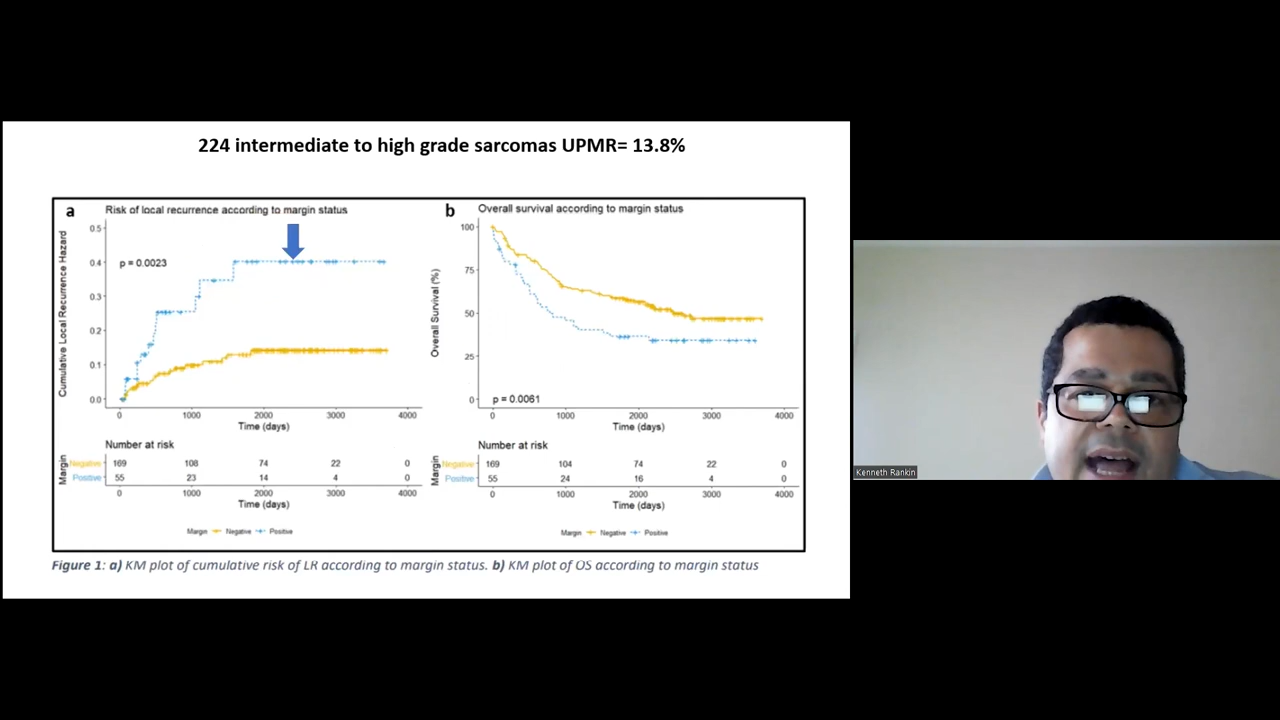 224 intermediate to high grade sarcomas UPMR= 13.8%
a
Risk of local recurrence according to margin status
Cumulative Local Recurrence Hazard
0.5
0.4
0.3
0.2
0.1
0.0
p = 0.0023
0 1000 2000 3000 4000
Time (days)
Number at risk
Margin
Negative 169 108 74 22 0
Positive 55 23 14 4 0
0 1000 2000 3000 4000
Time (days)
Margin Negative Positive
b
Overall survival according to margin status
Overall Survival (%)
100
75
50
25
0
p = 0.0061
0 1000 2000 3000 4000
Time (days)
Number at risk
Margin
Negative 169 104 74 22 0
Positive 55 24 16 4 0
0 1000 2000 3000 4000
Time (days)
Margin Negative Positive
Figure 1: a) KM plot of cumulative risk of LR according to margin status. b) KM plot of OS according to margin status
Kenneth Rankin